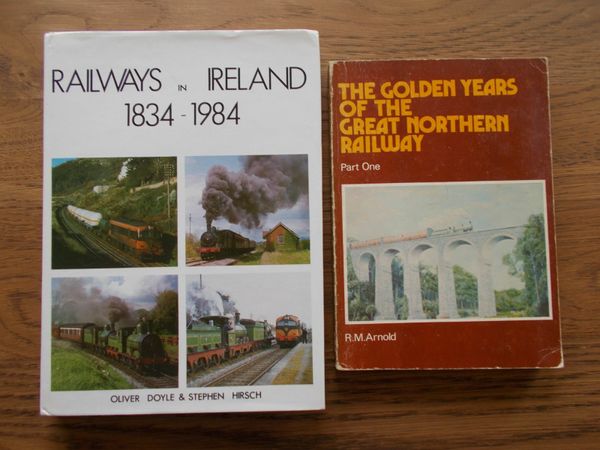 RAILWAYS IN IRELAND
1834 - 1984
OLIVER DOYLE & STEPHEN HIRSCH
THE GOLDEN YEARS
OF THE
GREAT NORTHERN
RAILWAY
Part One
R.M.Arnold